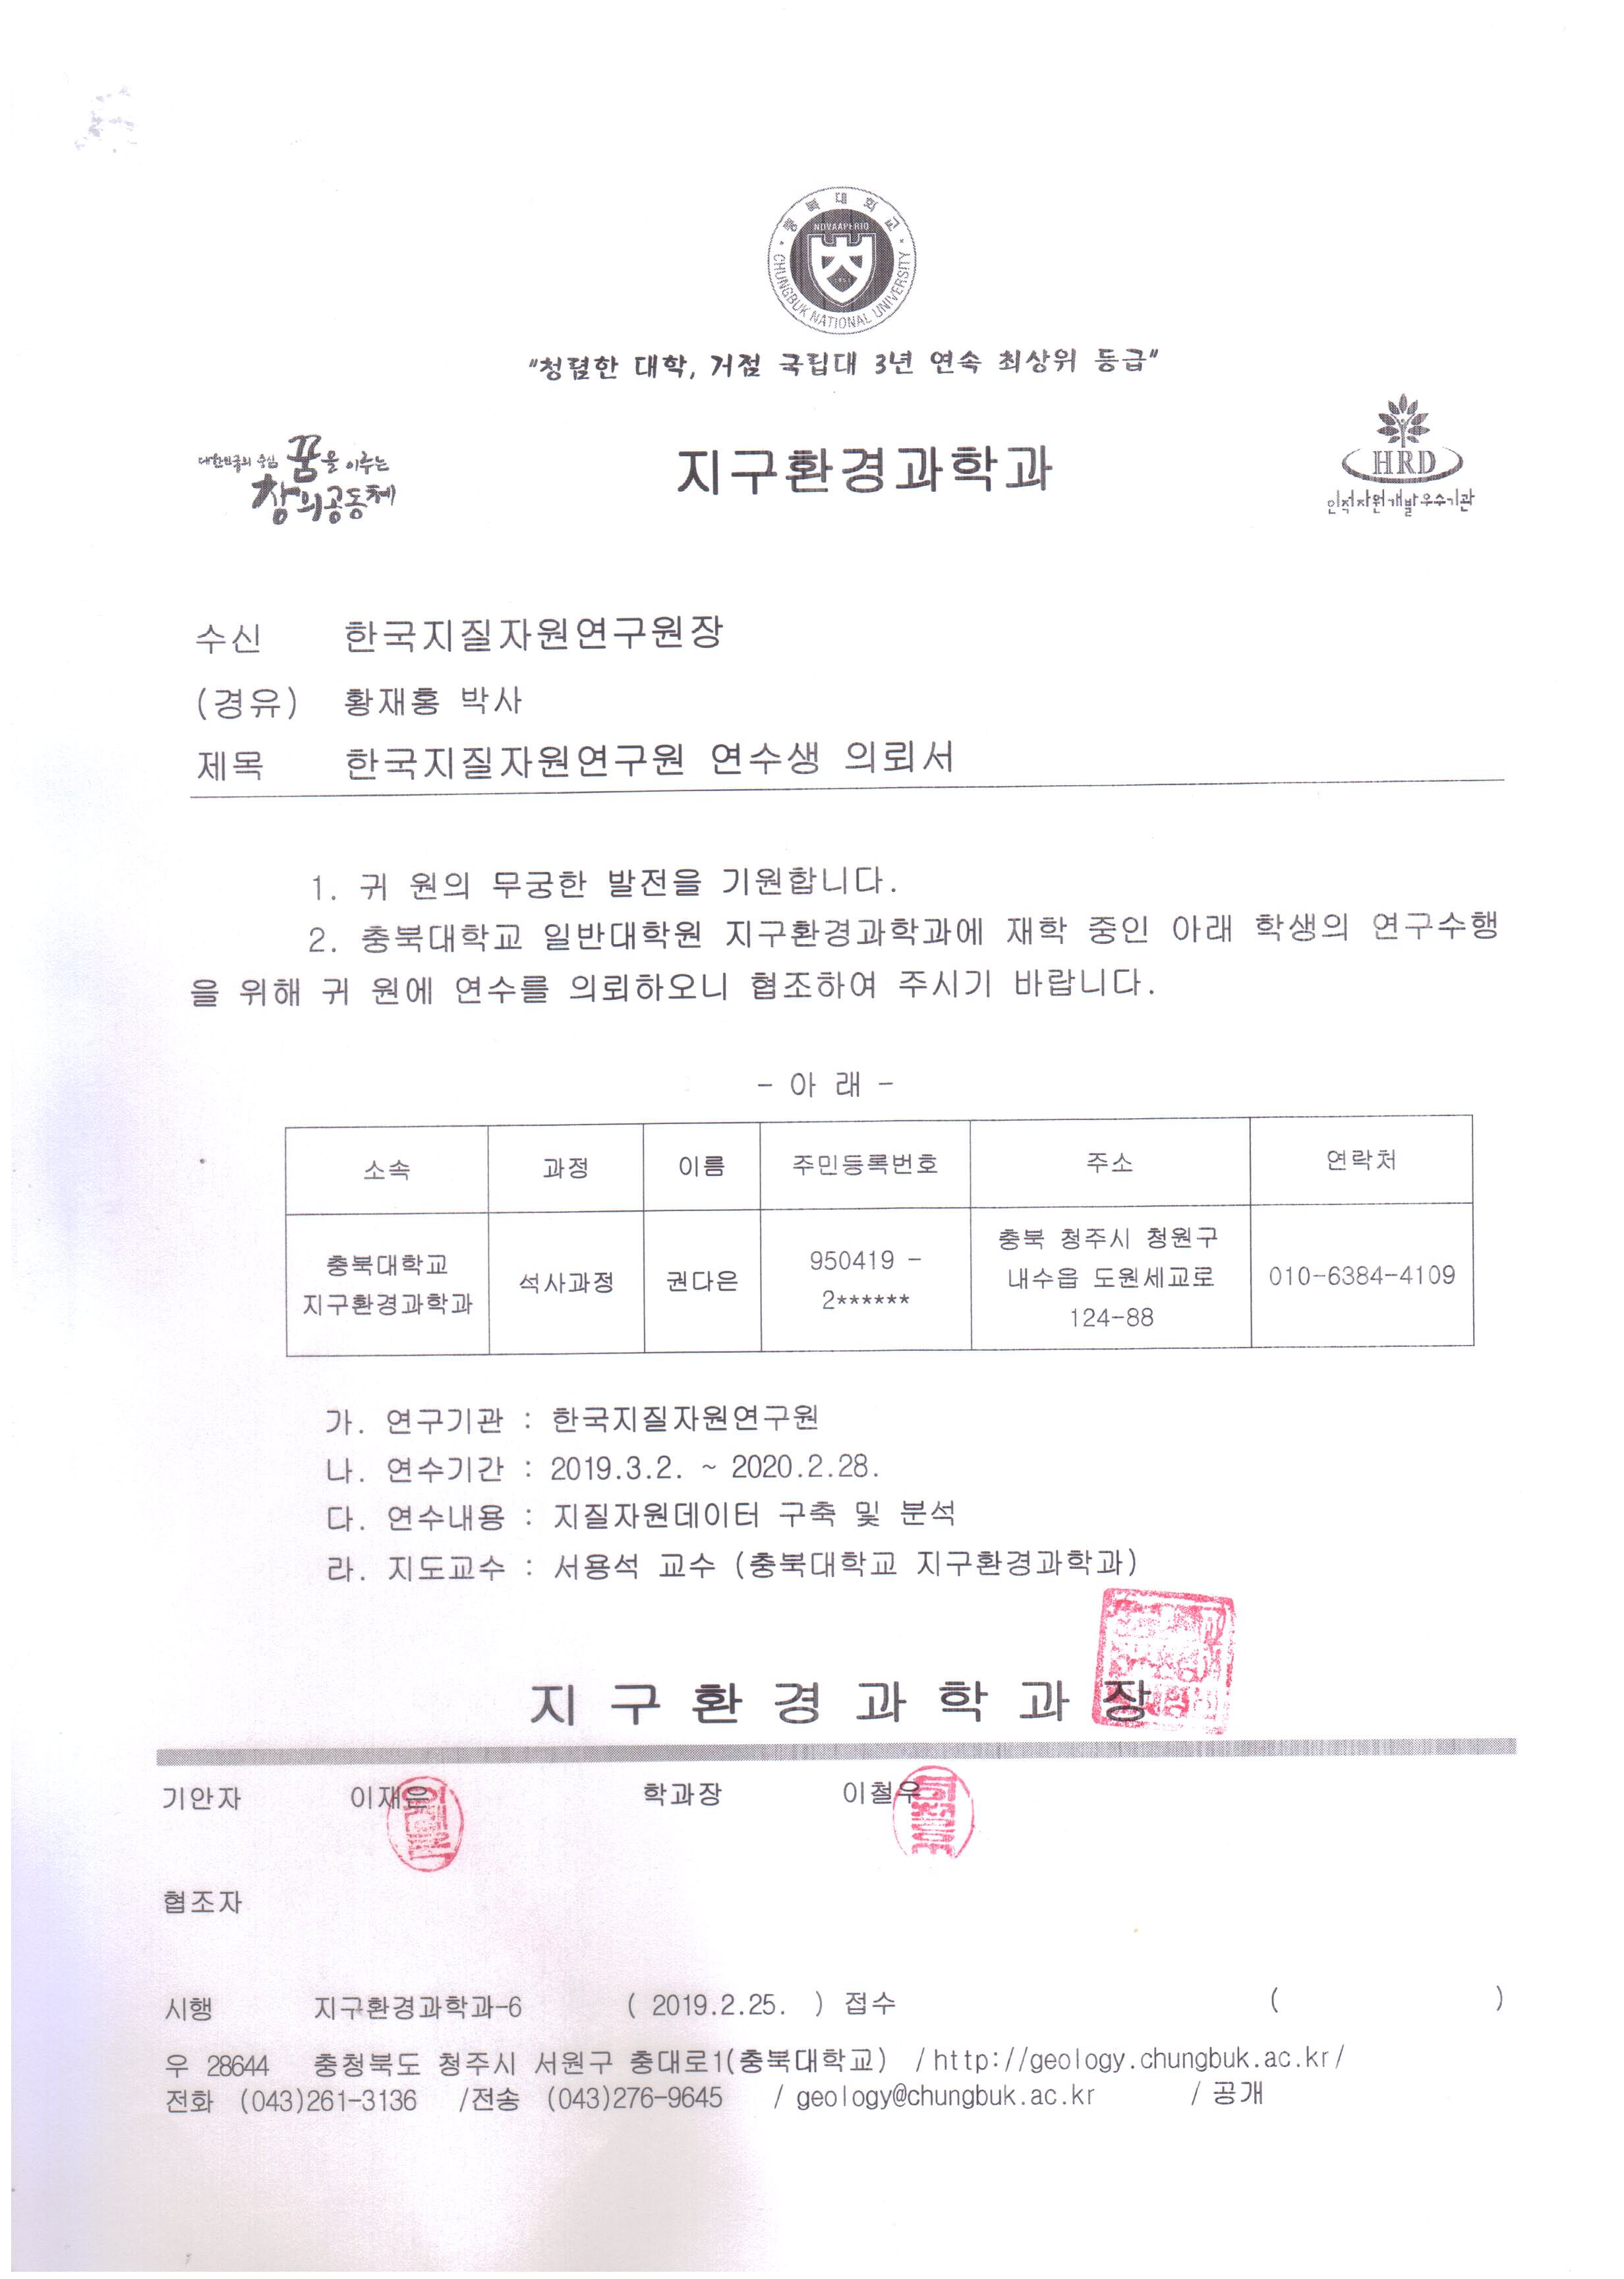 충북대학교
NOVAAPERIO
1951
CHUNGBUK NATIONAL UNIVERSITY
"청렴한 대학, 거점 국립대 3년 연속 최상위 등급"
대한민국의 중심 꿈을 이루는
창의공동체
지구환경과학과
HRD
인적자원개발우수기관
수신 한국지질자원연구원장
(경유) 황재홍 박사
제목 한국지질자원연구원 연수생 의뢰서
1. 귀 원의 무궁한 발전을 기원합니다.
2. 충북대학교 일반대학원 지구환경과학과에 재학 중인 아래 학생의 연구수행
을 위해 귀 원에 연수를 의뢰하오니 협조하여 주시기 바랍니다.
- 아 래 -
소속 과정 이름 주민등록번호 주소 연락처
충북대학교
지구환경과학과
석사과정
권다은
950419 -
2******
충북 청주시 청원구
내수읍 도원세교로
124-88
010-6384-4109
가. 연구기관 : 한국지질자원연구원
나. 연수기간 : 2019.3.2. ~ 2020.2.28.
다. 연수내용 : 지질자원데이터 구축 및 분석
라. 지도교수 : 서용석 교수 (충북대학교 지구환경과학과)
지 구 환 경 과 학 과 장
기안자 이재은 학과장 이철우
협조자
시행 지구환경과학과-6 ( 2019.2.25. ) 접수 ( )
우 28644 충청북도 청주시 서원구 충대로1(충북대학교) /http://geology.chungbuk.ac.kr/
전화 (043)261-3136 /전송 (043)276-9645 / geology@chungbuk.ac.kr / 공개